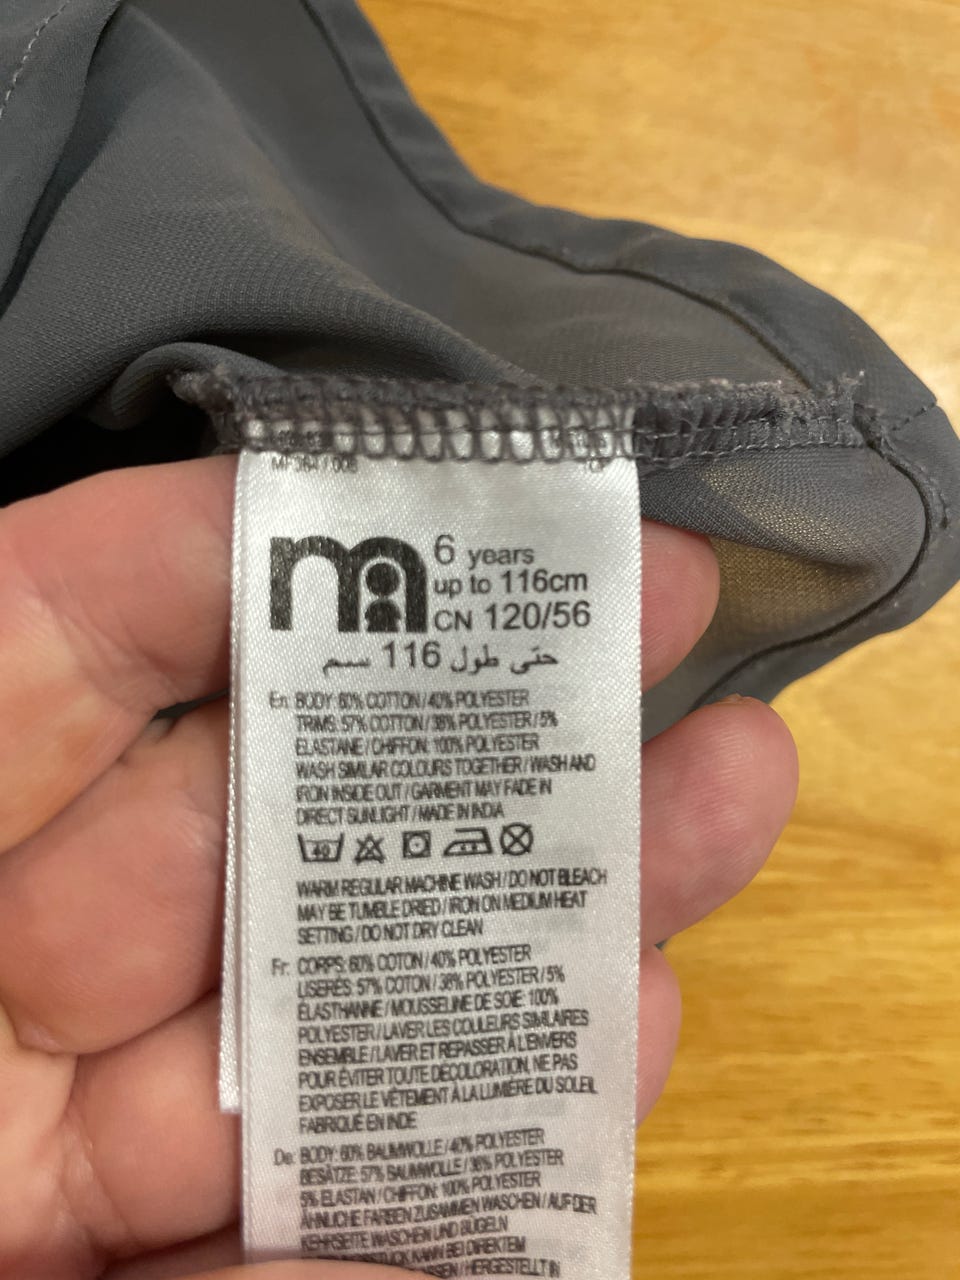 6 years
up to 116cm
CN 120/56
حتى طول 116 سم
En: BODY: 60% COTTON / 40% POLYESTER
TRIMS: 57% COTTON / 38% POLYESTER / 5%
ELASTANE / CHIFFON: 100% POLYESTER
WASH SIMILAR COLOURS TOGETHER / WASH AND
IRON INSIDE OUT / GARMENT MAY FADE IN
DIRECT SUNLIGHT / MADE IN INDIA
40
WARM REGULAR MACHINE WASH / DO NOT BLEACH
MAY BE TUMBLE DRIED / IRON ON MEDIUM HEAT
SETTING / DO NOT DRY CLEAN
Fr: CORPS: 60% COTON / 40% POLYESTER
LISERÉS: 57% COTON / 38% POLYESTER / 5%
ÉLASTHANNE / MOUSSELINE DE SOIE: 100%
POLYESTER / LAVER LES COULEURS SIMILAIRES
ENSEMBLE / LAVER ET REPASSER À L'ENVERS
POUR ÉVITER TOUTE DÉCOLORATION, NE PAS
EXPOSER LE VÊTEMENT À LA LUMIÈRE DU SOLEIL
FABRIQUÉ EN INDE
De: BODY: 60% BAUMWOLLE / 40% POLYESTER
BESÄTZE: 57% BAUMWOLLE / 38% POLYESTER
5% ELASTAN / CHIFFON: 100% POLYESTER
ÄHNLICHE FARBEN ZUSAMMEN WASCHEN / AUF DER
KEHRSEITE WASCHEN UND BÜGELN
KANN BEI DIREKTEM
HERGESTELLT IN